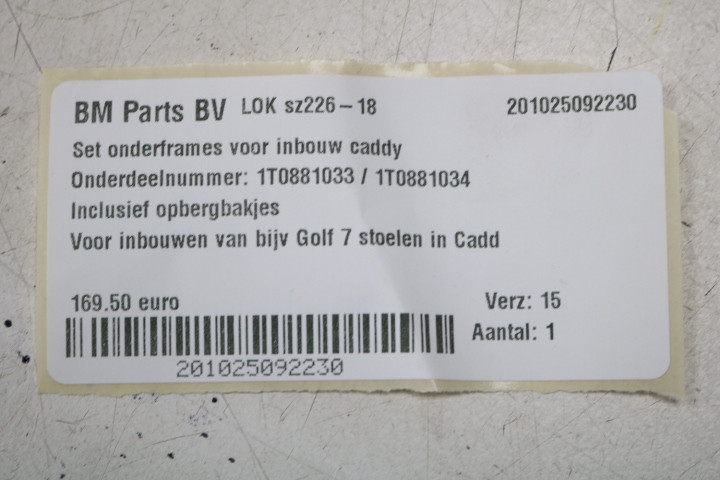 BM Parts BV LOK sz226-18 201025092230
Set onderframes voor inbouw caddy
Onderdeelnummer: 1T0881033 / 1T0881034
Inclusief opbergbakjes
Voor inbouwen van bijv Golf 7 stoelen in Cadd
169.50 euro Verz: 15
Aantal: 1
201025092230